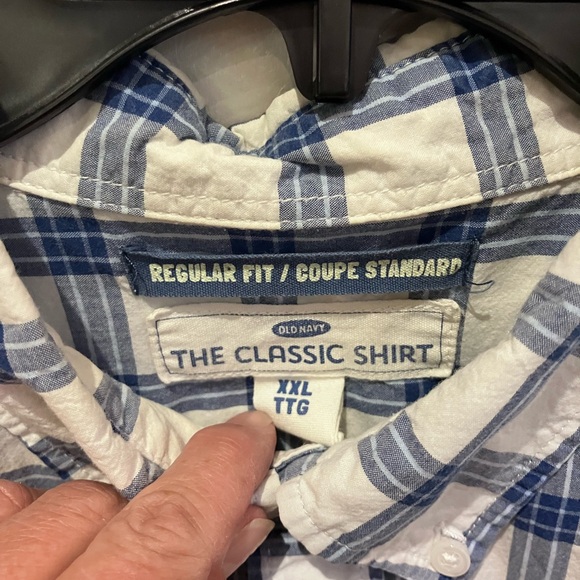 REGULAR FIT / COUPE STANDARD
OLD NAVY
THE CLASSIC SHIRT
XXL
TTG